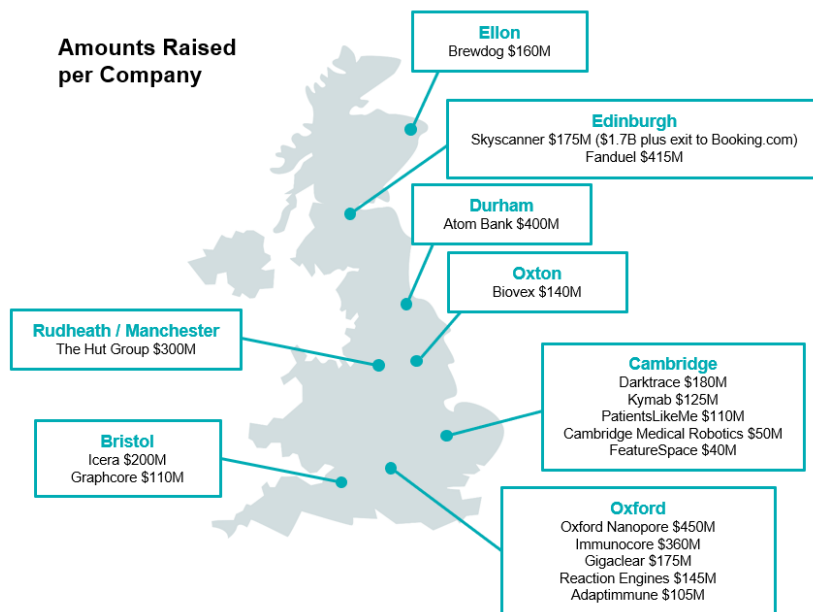 Amounts Raised
per Company
Ellon
Brewdog $160M
Edinburgh
Skyscanner $175M ($1.7B plus exit to Booking.com)
Fanduel $415M
Durham
Atom Bank $400M
Oxton
Biovex $140M
Rudheath / Manchester
The Hut Group $300M
Cambridge
Darktrace $180M
Kymab $125M
PatientsLikeMe $110M
Cambridge Medical Robotics $50M
FeatureSpace $40M
Bristol
Icera $200M
Graphcore $110M
Oxford
Oxford Nanopore $450M
Immunocore $360M
Gigaclear $175M
Reaction Engines $145M
Adaptimmune $105M